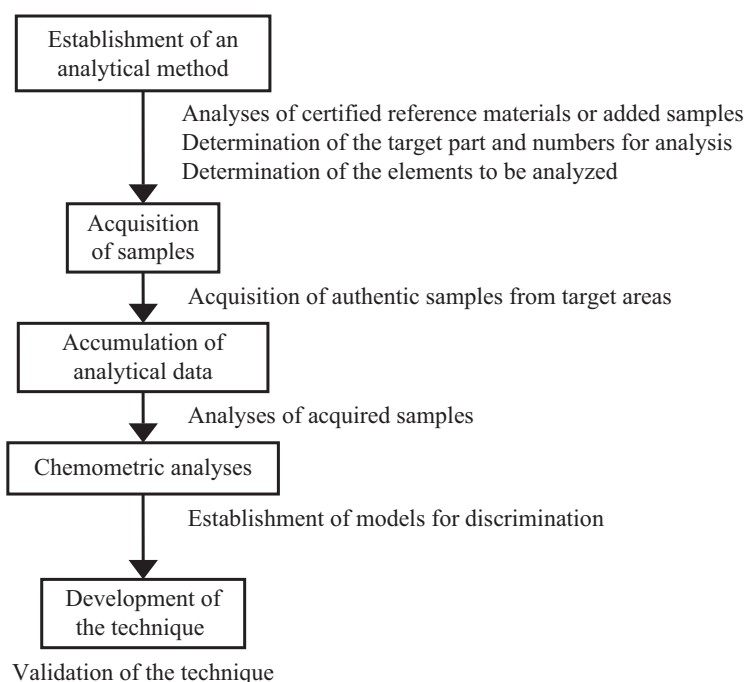 Establishment of an
analytical method
Analyses of certified reference materials or added samples
Determination of the target part and numbers for analysis
Determination of the elements to be analyzed
Acquisition
of samples
Acquisition of authentic samples from target areas
Accumulation of
analytical data
Analyses of acquired samples
Chemometric analyses
Establishment of models for discrimination
Development of
the technique
Validation of the technique